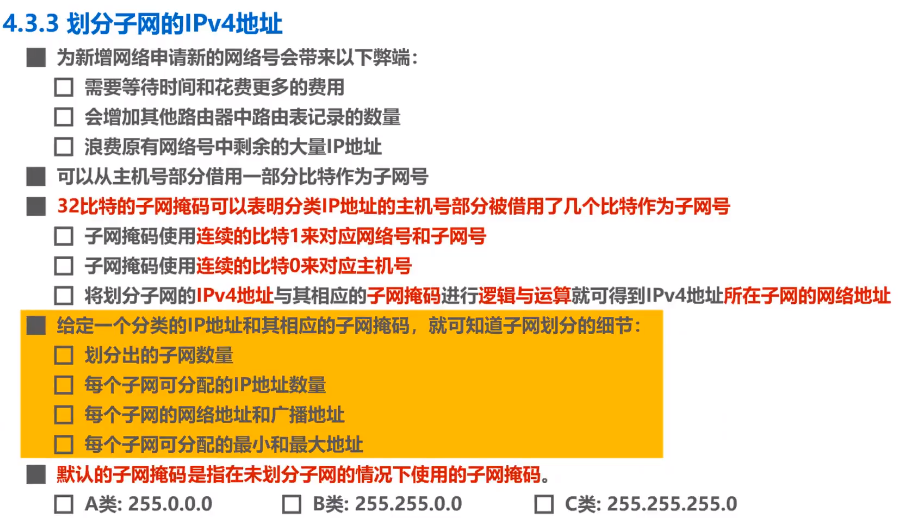 4.3.3 划分子网的IPv4地址
为新增网络申请新的网络号会带来以下弊端：
需要等待时间和花费更多的费用
会增加其他路由器中路由表记录的数量
浪费原有网络号中剩余的大量IP地址
可以从主机号部分借用一部分比特作为子网号
32比特的子网掩码可以表明分类IP地址的主机号部分被借用了几个比特作为子网号
子网掩码使用连续的比特1来对应网络号和子网号
子网掩码使用连续的比特0来对应主机号
将划分子网的IPv4地址与其相应的子网掩码进行逻辑与运算就可得到IPv4地址所在子网的网络地址
给定一个分类的IP地址和其相应的子网掩码，就可知道子网划分的细节：
划分出的子网数量
每个子网可分配的IP地址数量
每个子网的网络地址和广播地址
每个子网可分配的最小和最大地址
默认的子网掩码是指在未划分子网的情况下使用的子网掩码。
A类: 255.0.0.0 B类: 255.255.0.0 C类: 255.255.255.0